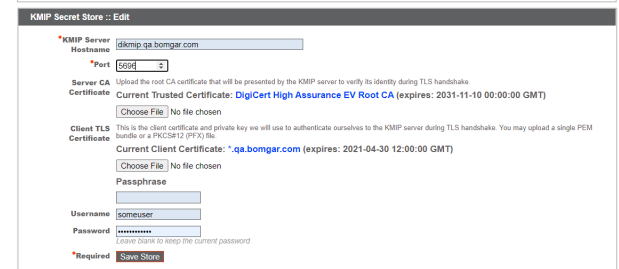 KMIP Secret Store :: Edit
*KMIP Server Hostname
dikmip.qa.bomgar.com
*Port
5696
Server CA Certificate
Upload the root CA certificate that will be presented by the KMIP server to verify its identity during TLS handshake.
Current Trusted Certificate: DigiCert High Assurance EV Root CA (expires: 2031-11-10 00:00:00 GMT)
Choose File No file chosen
Client TLS Certificate
This is the client certificate and private key we will use to authenticate ourselves to the KMIP server during TLS handshake. You may upload a single PEM
bundle or a PKCS#12 (PFX) file
Current Client Certificate: *.qa.bomgar.com (expires: 2021-04-30 12:00:00 GMT)
Choose File No file chosen
Passphrase
Username
someuser
Password
••••••••••••
Leave blank to keep the current password
*Required
Save Store